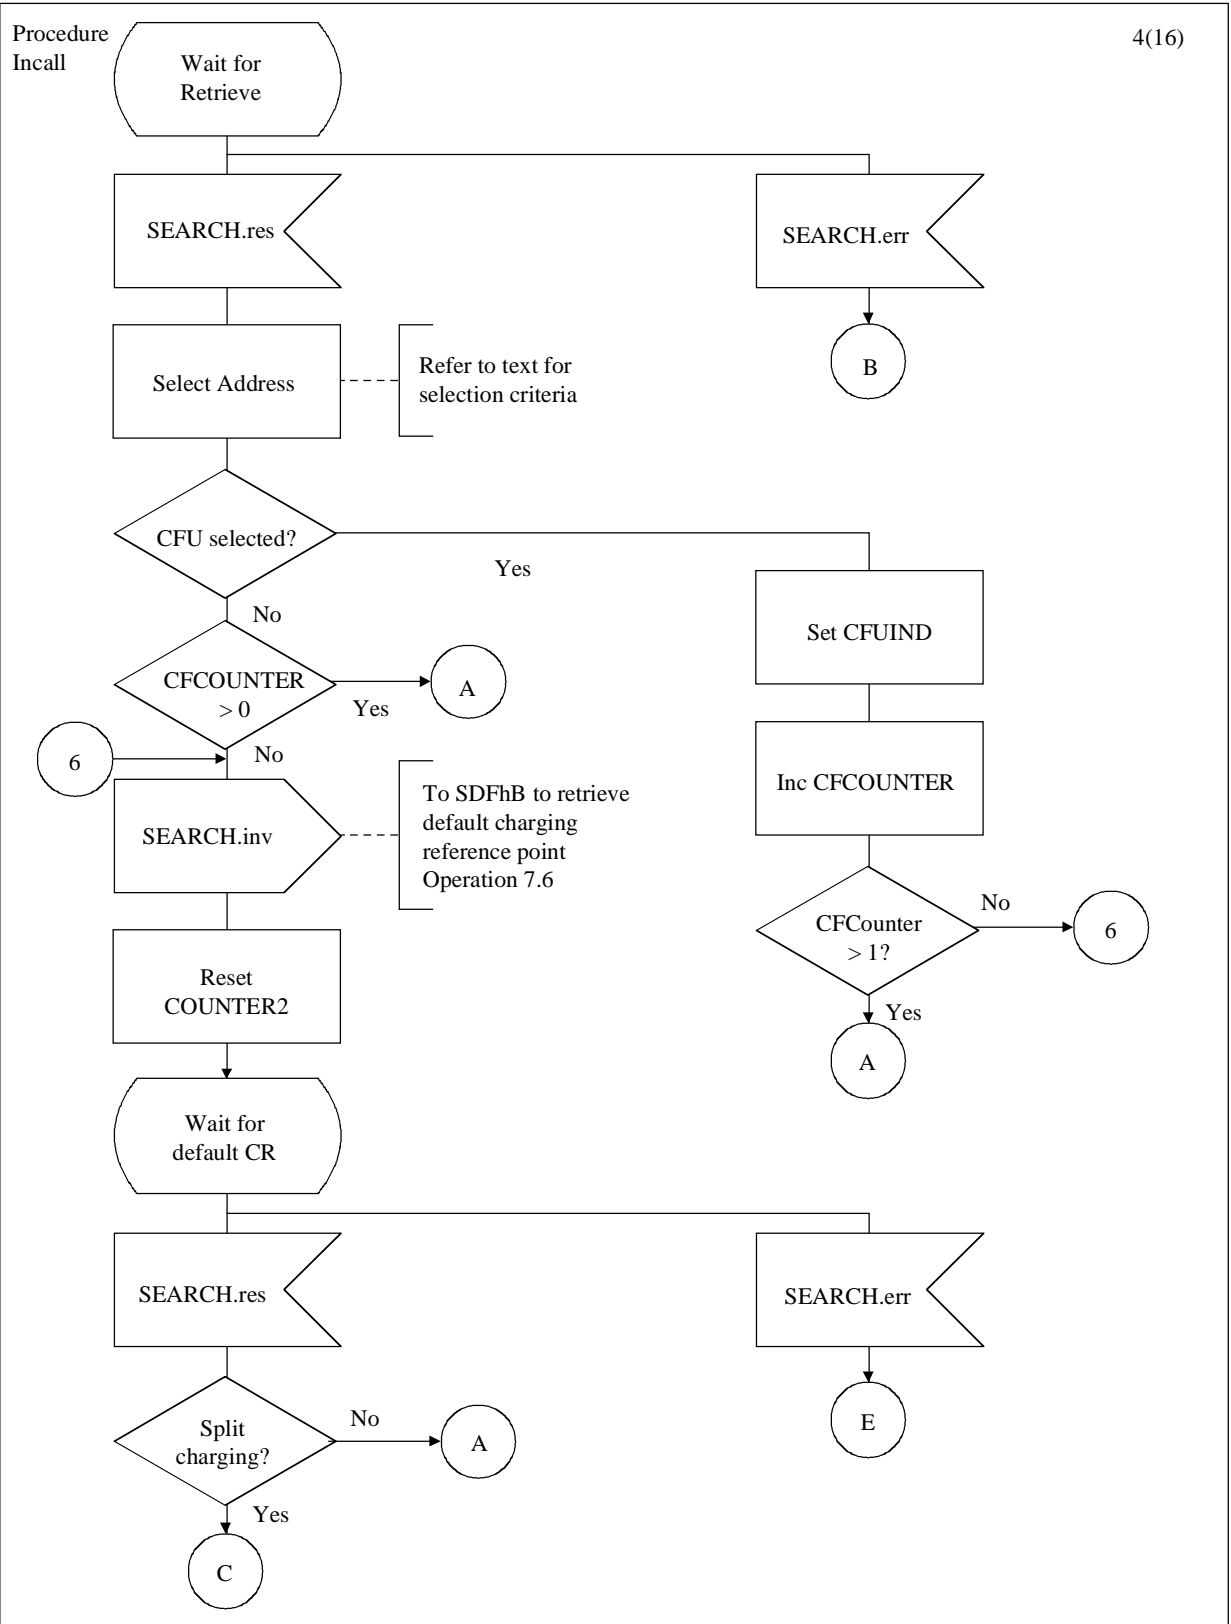 Procedure
Incall
4(16)
Wait for
Retrieve
SEARCH.res
SEARCH.err
B
Select Address
Refer to text for
selection criteria
CFU selected?
Yes
No
Set CFUIND
CFCOUNTER
> 0
Yes
A
No
6
Inc CFCOUNTER
SEARCH.inv
To SDFhB to retrieve
default charging
reference point
Operation 7.6
CFCounter
> 1?
No
6
Yes
A
Reset
COUNTER2
Wait for
default CR
SEARCH.res
SEARCH.err
E
Split
charging?
No
A
Yes
C